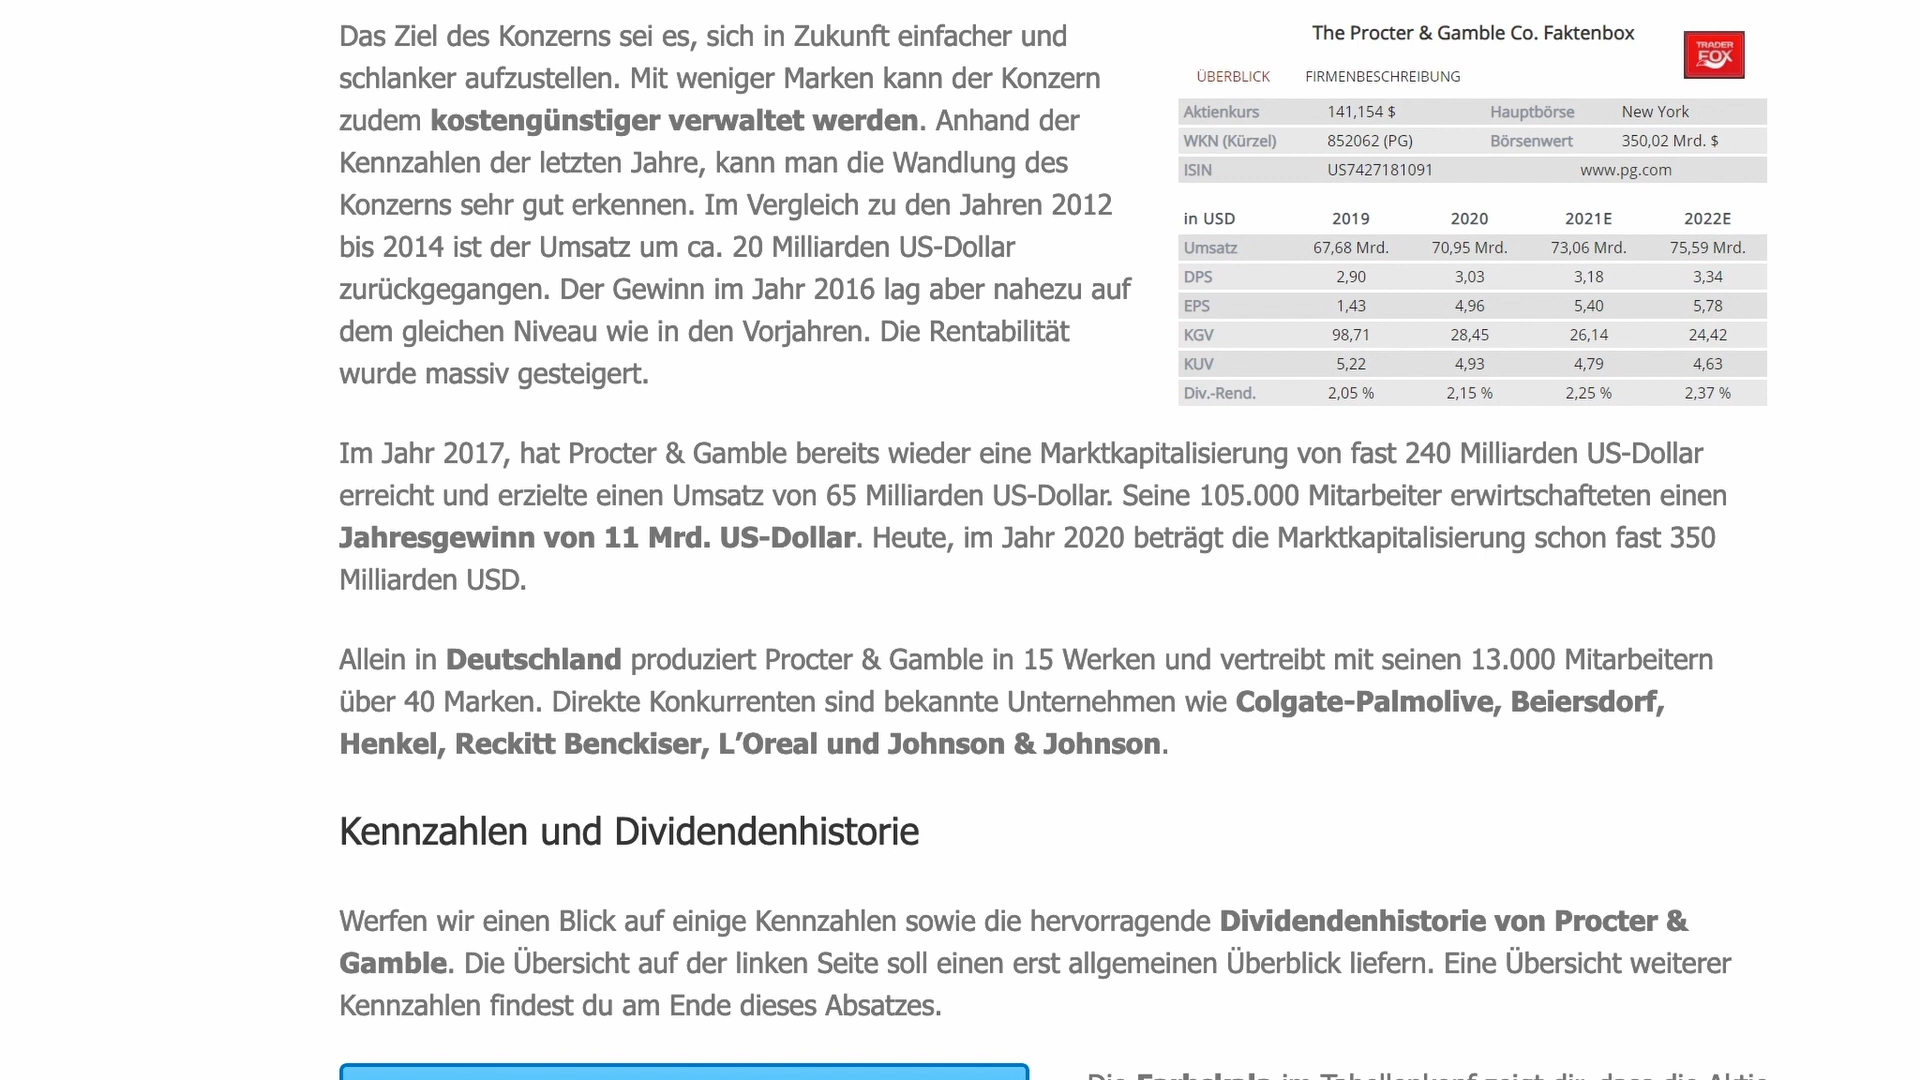 Das Ziel des Konzerns sei es, sich in Zukunft einfacher und
schlanker aufzustellen. Mit weniger Marken kann der Konzern
zudem kostengünstiger verwaltet werden. Anhand der
Kennzahlen der letzten Jahre, kann man die Wandlung des
Konzerns sehr gut erkennen. Im Vergleich zu den Jahren 2012
bis 2014 ist der Umsatz um ca. 20 Milliarden US-Dollar
zurückgegangen. Der Gewinn im Jahr 2016 lag aber nahezu auf
dem gleichen Niveau wie in den Vorjahren. Die Rentabilität
wurde massiv gesteigert.
The Procter & Gamble Co. Faktenbox
TRADER
FOX
ÜBERBLICK FIRMENBESCHREIBUNG
Aktienkurs 141,154 $ Hauptbörse New York
WKN (Kürzel) 852062 (PG) Börsenwert 350,02 Mrd. $
ISIN US7427181091 www.pg.com
in USD 2019 2020 2021E 2022E
Umsatz 67,68 Mrd. 70,95 Mrd. 73,06 Mrd. 75,59 Mrd.
DPS 2,90 3,03 3,18 3,34
EPS 1,43 4,96 5,40 5,78
KGV 98,71 28,45 26,14 24,42
KUV 5,22 4,93 4,79 4,63
Div.-Rend. 2,05 % 2,15 % 2,25 % 2,37 %
Im Jahr 2017, hat Procter & Gamble bereits wieder eine Marktkapitalisierung von fast 240 Milliarden US-Dollar
erreicht und erzielte einen Umsatz von 65 Milliarden US-Dollar. Seine 105.000 Mitarbeiter erwirtschafteten einen
Jahresgewinn von 11 Mrd. US-Dollar. Heute, im Jahr 2020 beträgt die Marktkapitalisierung schon fast 350
Milliarden USD.
Allein in Deutschland produziert Procter & Gamble in 15 Werken und vertreibt mit seinen 13.000 Mitarbeitern
über 40 Marken. Direkte Konkurrenten sind bekannte Unternehmen wie Colgate-Palmolive, Beiersdorf,
Henkel, Reckitt Benckiser, L’Oreal und Johnson & Johnson.
Kennzahlen und Dividendenhistorie
Werfen wir einen Blick auf einige Kennzahlen sowie die hervorragende Dividendenhistorie von Procter &
Gamble. Die Übersicht auf der linken Seite soll einen erst allgemeinen Überblick liefern. Eine Übersicht weiterer
Kennzahlen findest du am Ende dieses Absatzes.
Die Farbskala im Tabellenkopf zeigt dir, dass die Aktie